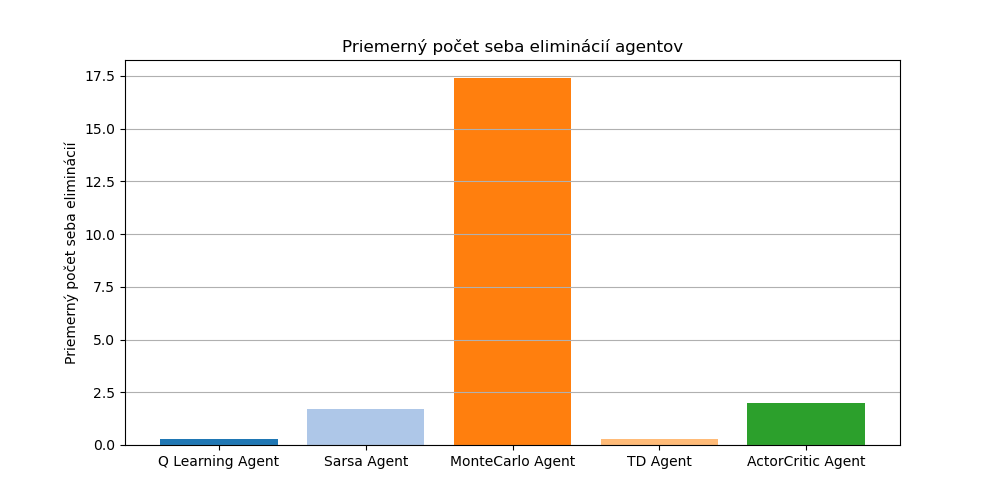 Priemerný počet seba eliminácií agentov
Priemerný počet seba eliminácií
17.5
15.0
12.5
10.0
7.5
5.0
2.5
0.0
Q Learning Agent
Sarsa Agent
MonteCarlo Agent
TD Agent
ActorCritic Agent